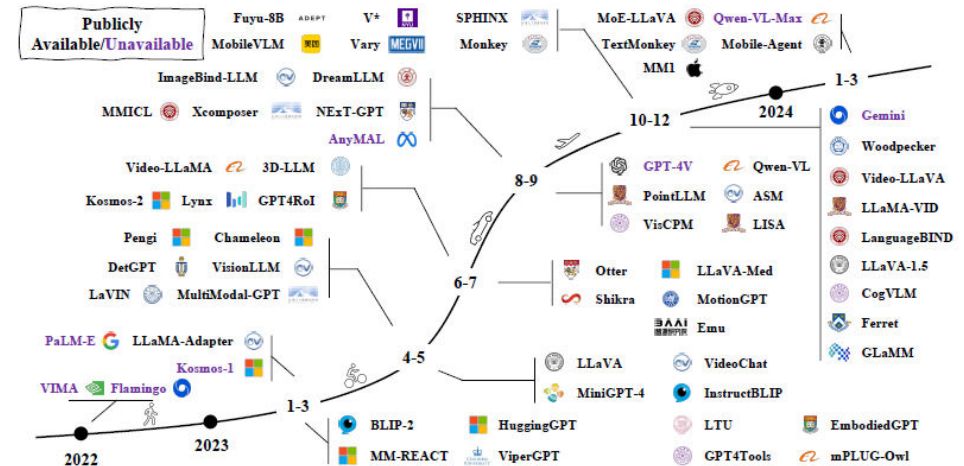 Publicly
Available/Unavailable
Fuyu-8B ADEPT V* NYU SPHINX MoE-LLaVA Qwen-VL-Max
MobileVLM 美团 Vary MEGVII Monkey TextMonkey Mobile-Agent
MM1
ImageBind-LLM DreamLLM 1-3
MMICL Xcomposer NExT-GPT 10-12 2024 Gemini
AnyMAL Woodpecker
Video-LLaMA 3D-LLM 8-9 GPT-4V Qwen-VL Video-LLaVA
Kosmos-2 Lynx GPT4RoI PointLLM ASM LLaMA-VID
VisCPM LISA LanguageBIND
Pengi Chameleon LLaVA-1.5
DetGPT VisionLLM 6-7 Otter LLaVA-Med CogVLM
LaVIN MultiModal-GPT Shikra MotionGPT Ferret
BAAI Emu GLaMM
PaLM-E LLaMA-Adapter 4-5
Kosmos-1 LLaVA VideoChat
VIMA Flamingo MiniGPT-4 InstructBLIP
1-3
2022 2023 BLIP-2 HuggingGPT LTU EmbodiedGPT
MM-REACT ViperGPT GPT4Tools mPLUG-Owl